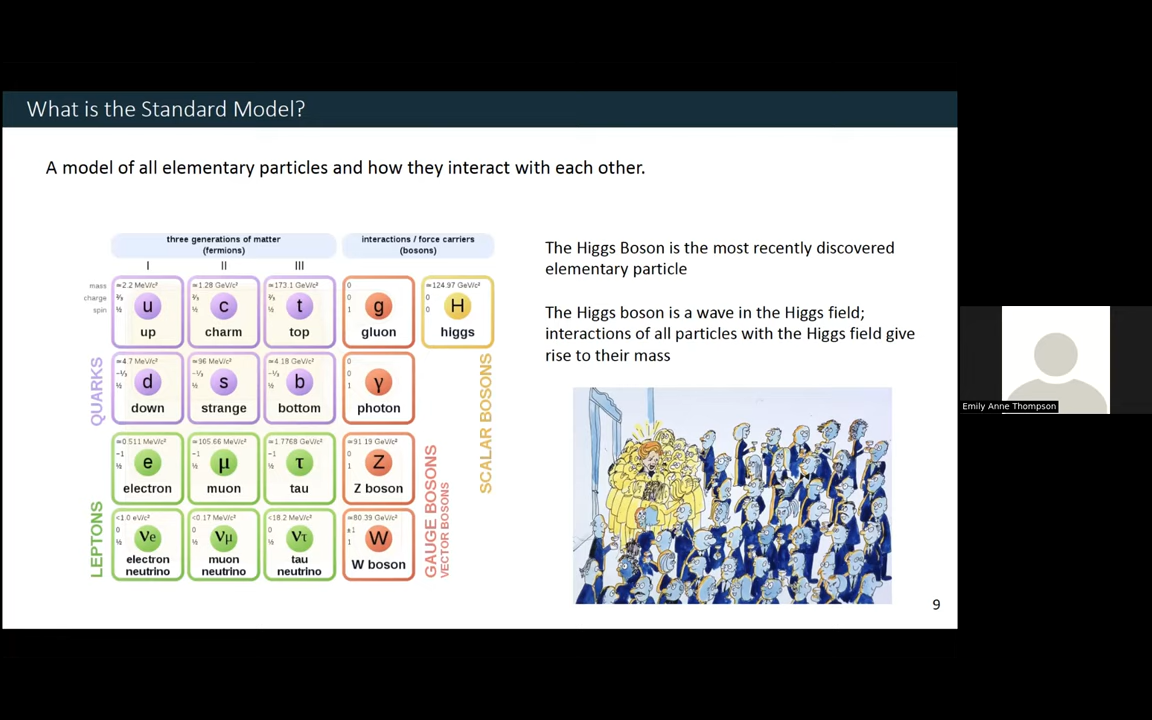 What is the Standard Model?
A model of all elementary particles and how they interact with each other.
three generations of matter
(fermions)
interactions / force carriers
(bosons)
I II III
mass
charge
spin
≃2.2 MeV/c²
⅔
½
u
up
≃1.28 GeV/c²
⅔
½
c
charm
≃173.1 GeV/c²
⅔
½
t
top
0
0
1
g
gluon
≃124.97 GeV/c²
0
0
H
higgs
QUARKS
≃4.7 MeV/c²
-⅓
½
d
down
≃96 MeV/c²
-⅓
½
s
strange
≃4.18 GeV/c²
-⅓
½
b
bottom
0
0
1
γ
photon
SCALAR BOSONS
LEPTONS
≃0.511 MeV/c²
-1
½
e
electron
≃105.66 MeV/c²
-1
½
μ
muon
≃1.7768 GeV/c²
-1
½
τ
tau
≃91.19 GeV/c²
0
1
Z
Z boson
<1.0 eV/c²
0
½
νe
electron
neutrino
<0.17 MeV/c²
0
½
νμ
muon
neutrino
<18.2 MeV/c²
0
½
ντ
tau
neutrino
≃80.39 GeV/c²
±1
1
W
W boson
GAUGE BOSONS
VECTOR BOSONS
The Higgs Boson is the most recently discovered
elementary particle
The Higgs boson is a wave in the Higgs field;
interactions of all particles with the Higgs field give
rise to their mass
9
Emily Anne Thompson